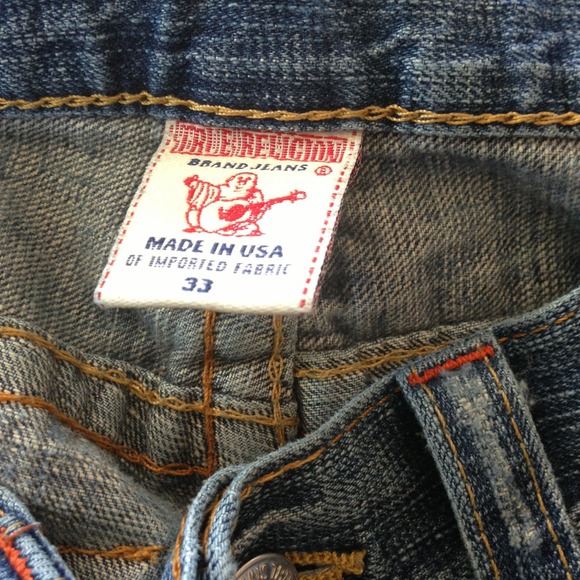 TRUE RELIGION
BRAND JEANS ®
MADE IN USA
OF IMPORTED FABRIC
33